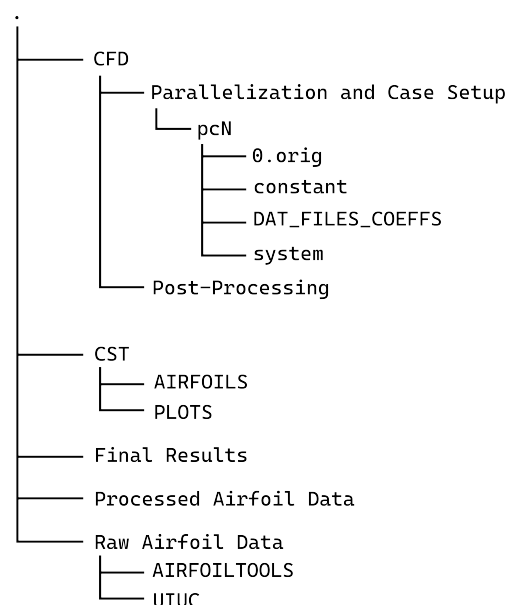 .
CFD
Parallelization and Case Setup
pcN
0.orig
constant
DAT_FILES_COEFFS
system
Post-Processing
CST
AIRFOILS
PLOTS
Final Results
Processed Airfoil Data
Raw Airfoil Data
AIRFOILTOOLS
UIUC